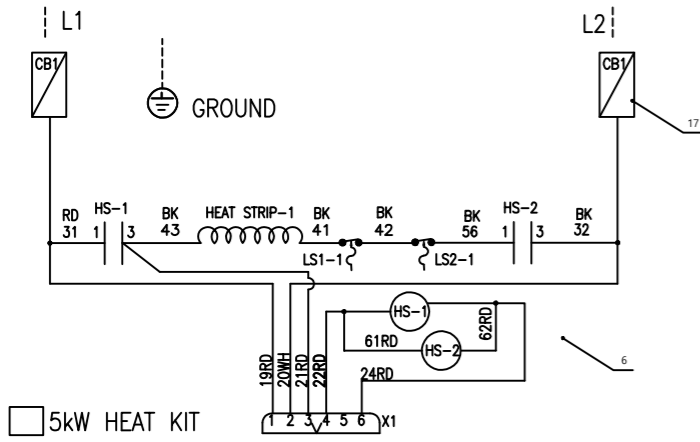 L1
L2
CB1
CB1
GROUND
17
RD
31
HS-1
1
3
BK
43
HEAT STRIP-1
BK
41
LS1-1
BK
42
LS2-1
BK
56
HS-2
1
3
BK
32
HS-1
61RD
HS-2
62RD
6
19RD
20WH
21RD
22RD
24RD
1 2 3 4 5 6
X1
5kW HEAT KIT